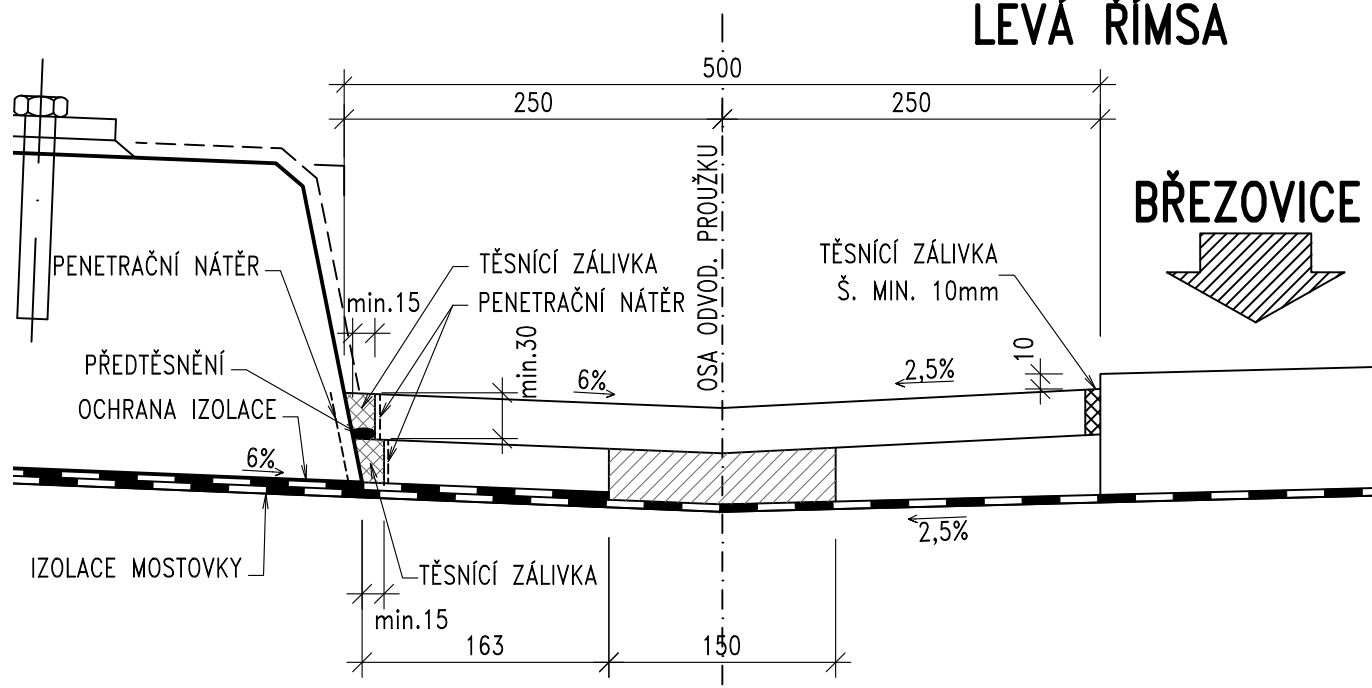 LEVÁ ŘÍMSA
500
250
250
OSA ODVOD. PROUŽKU
BŘEZOVICE
PENETRAČNÍ NÁTĚR
TĚSNÍCÍ ZÁLIVKA
PENETRAČNÍ NÁTĚR
TĚSNÍCÍ ZÁLIVKA
Š. MIN. 10mm
min.15
min.30
10
PŘEDTĚSNĚNÍ
6%
2,5%
OCHRANA IZOLACE
6%
2,5%
IZOLACE MOSTOVKY
TĚSNÍCÍ ZÁLIVKA
min.15
163
150